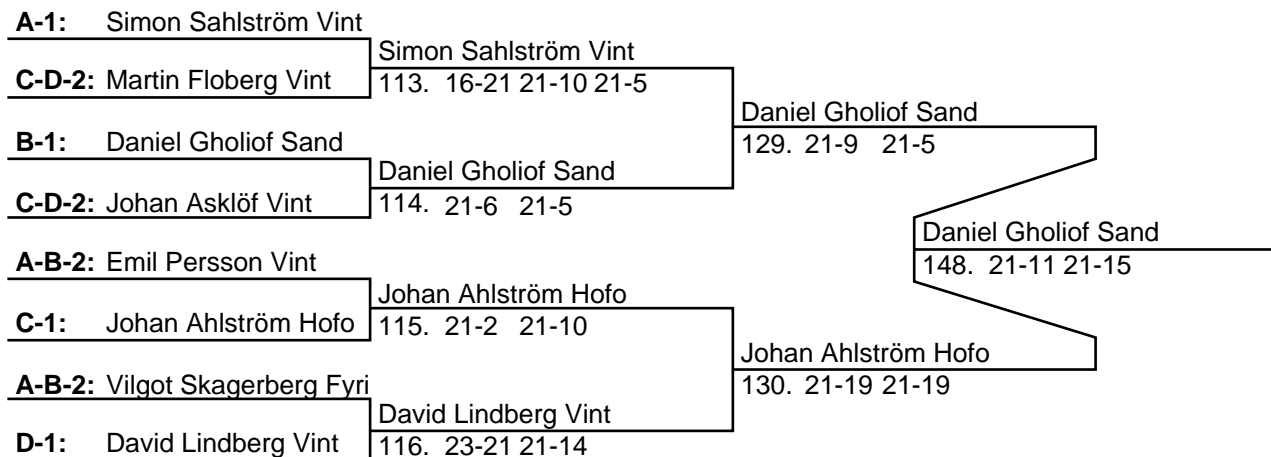 A-1: Simon Sahlström Vint
Simon Sahlström Vint
C-D-2: Martin Floberg Vint
113. 16-21 21-10 21-5
Daniel Gholiof Sand
B-1: Daniel Gholiof Sand
129. 21-9 21-5
Daniel Gholiof Sand
C-D-2: Johan Asklöf Vint
114. 21-6 21-5
Daniel Gholiof Sand
A-B-2: Emil Persson Vint
148. 21-11 21-15
Johan Ahlström Hofo
C-1: Johan Ahlström Hofo
115. 21-2 21-10
Johan Ahlström Hofo
A-B-2: Vilgot Skagerberg Fyri
130. 21-19 21-19
David Lindberg Vint
D-1: David Lindberg Vint
116. 23-21 21-14